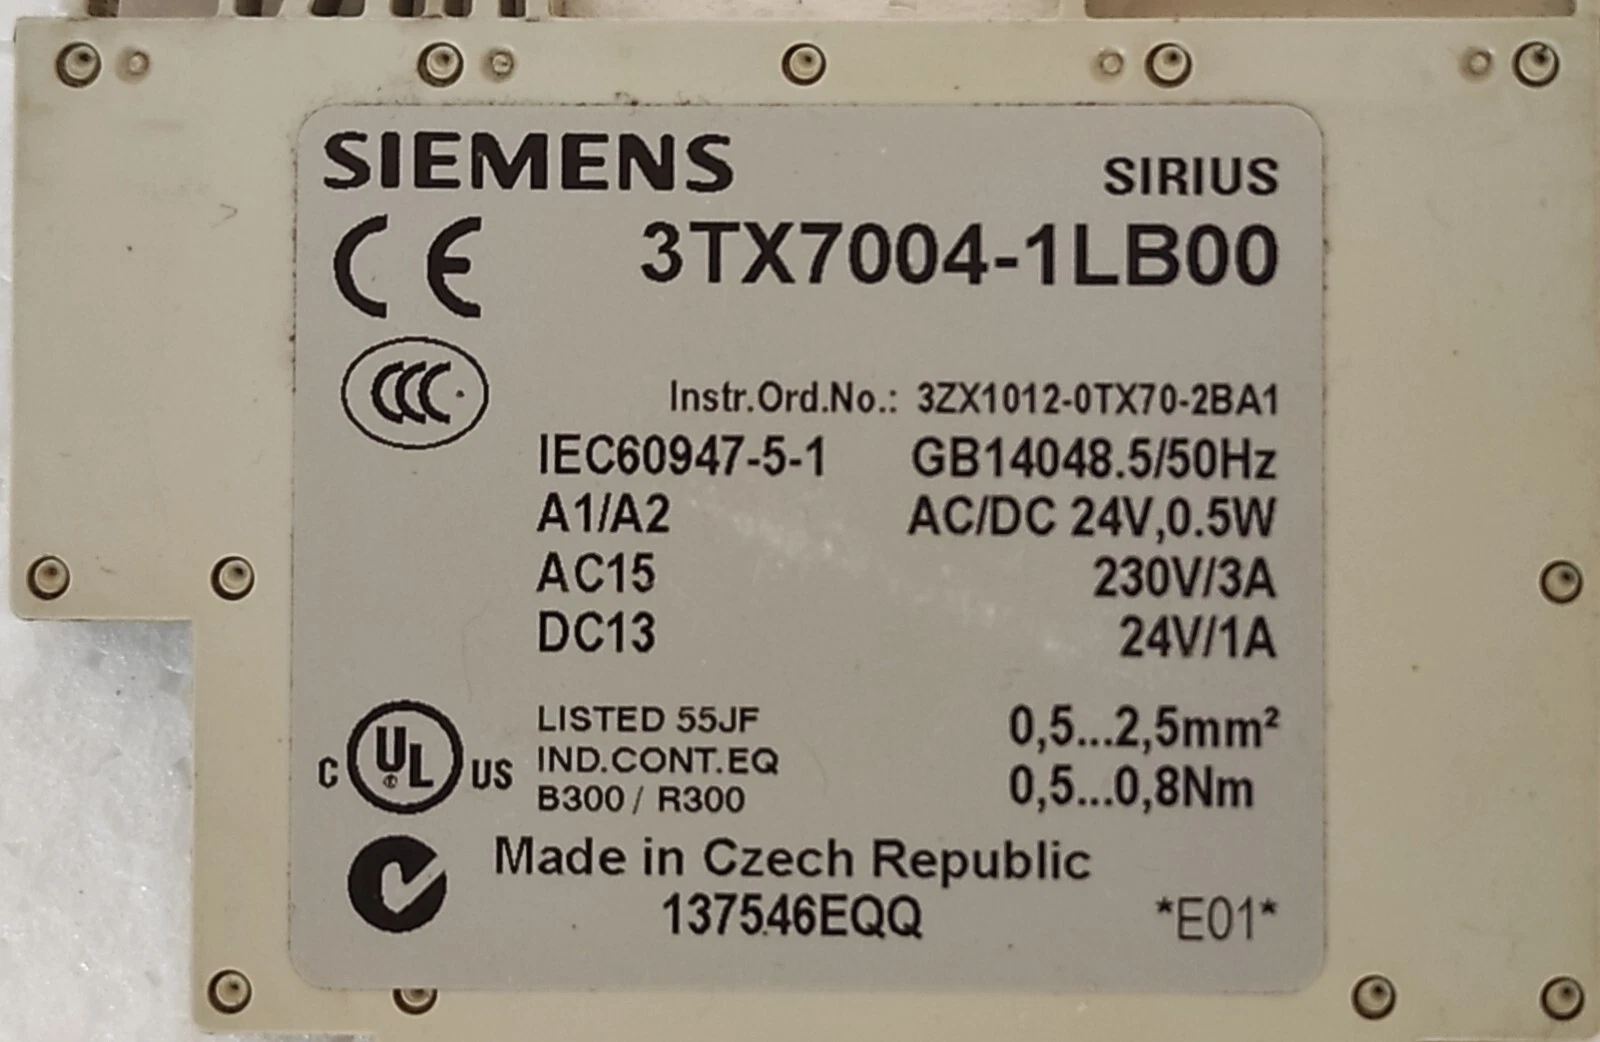 SIEMENS
SIRIUS
CE
3TX7004-1LB00
CCC
Instr.Ord.No.: 3ZX1012-0TX70-2BA1
IEC60947-5-1 GB14048.5/50Hz
A1/A2 AC/DC 24V,0.5W
AC15 230V/3A
DC13 24V/1A
C UL® US
LISTED 55JF
IND.CONT.EQ
B300 / R300
0,5...2,5mm²
0,5...0,8Nm
Made in Czech Republic
137546EQQ *E01*